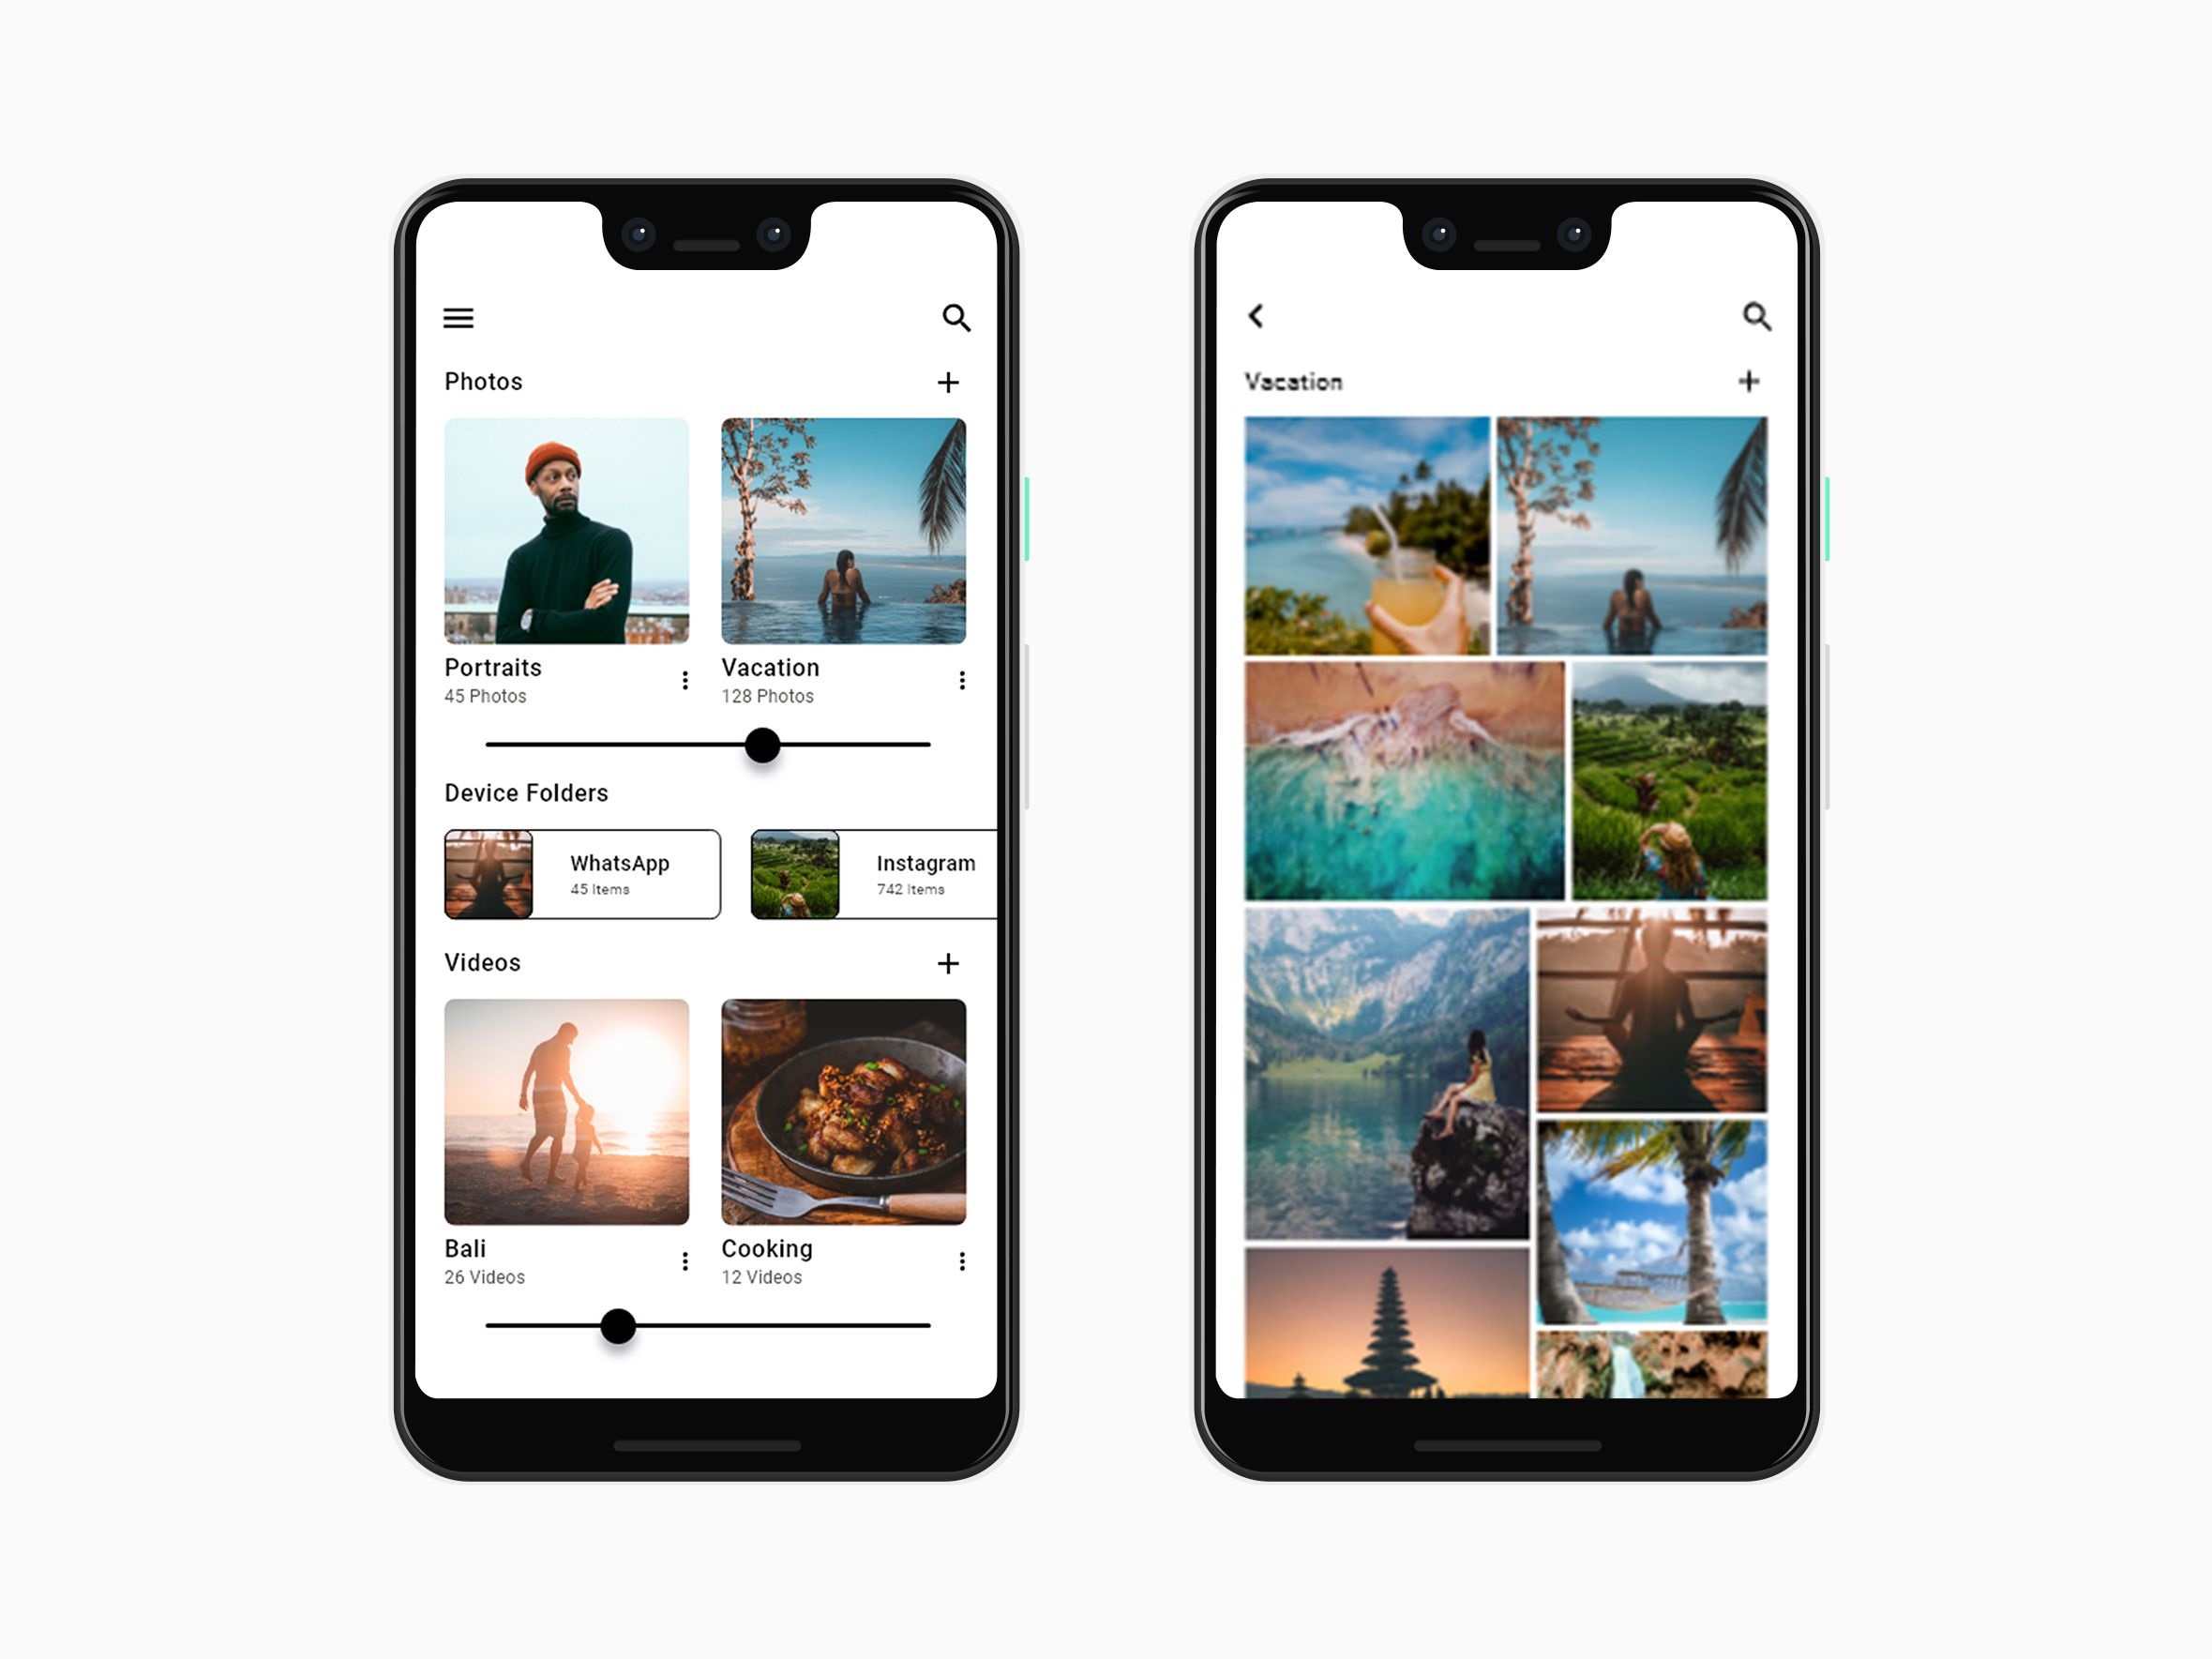 Photos
Portraits
45 Photos
Vacation
128 Photos
Device Folders
WhatsApp
45 Items
Instagram
742 Items
Videos
Bali
26 Videos
Cooking
12 Videos
Vacation